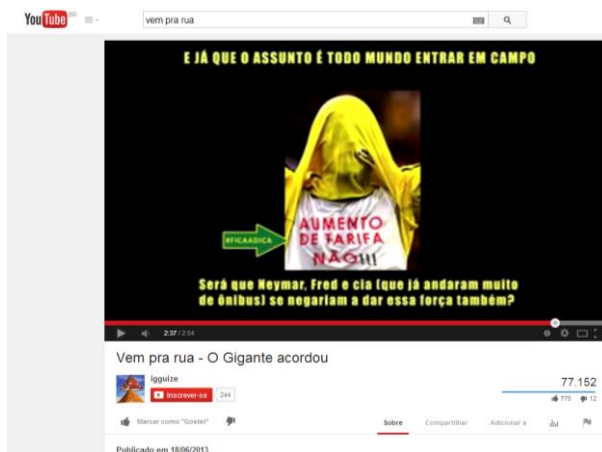 YouTube BR
vem pra rua
E JÁ QUE O ASSUNTO É TODO MUNDO ENTRAR EM CAMPO
AUMENTO
DE TARIFA
NÃO!!!
#FICAADICA
Será que Neymar, Fred e cia (que já andaram muito
de ônibus) se negariam a dar essa força também?
2:37 / 2:54
Vem pra rua - O Gigante acordou
igguize
Inscrever-se 244
77.152
775 12
Marcar como "Gostei"
Sobre Compartilhar Adicionar a
Publicado em 18/06/2013